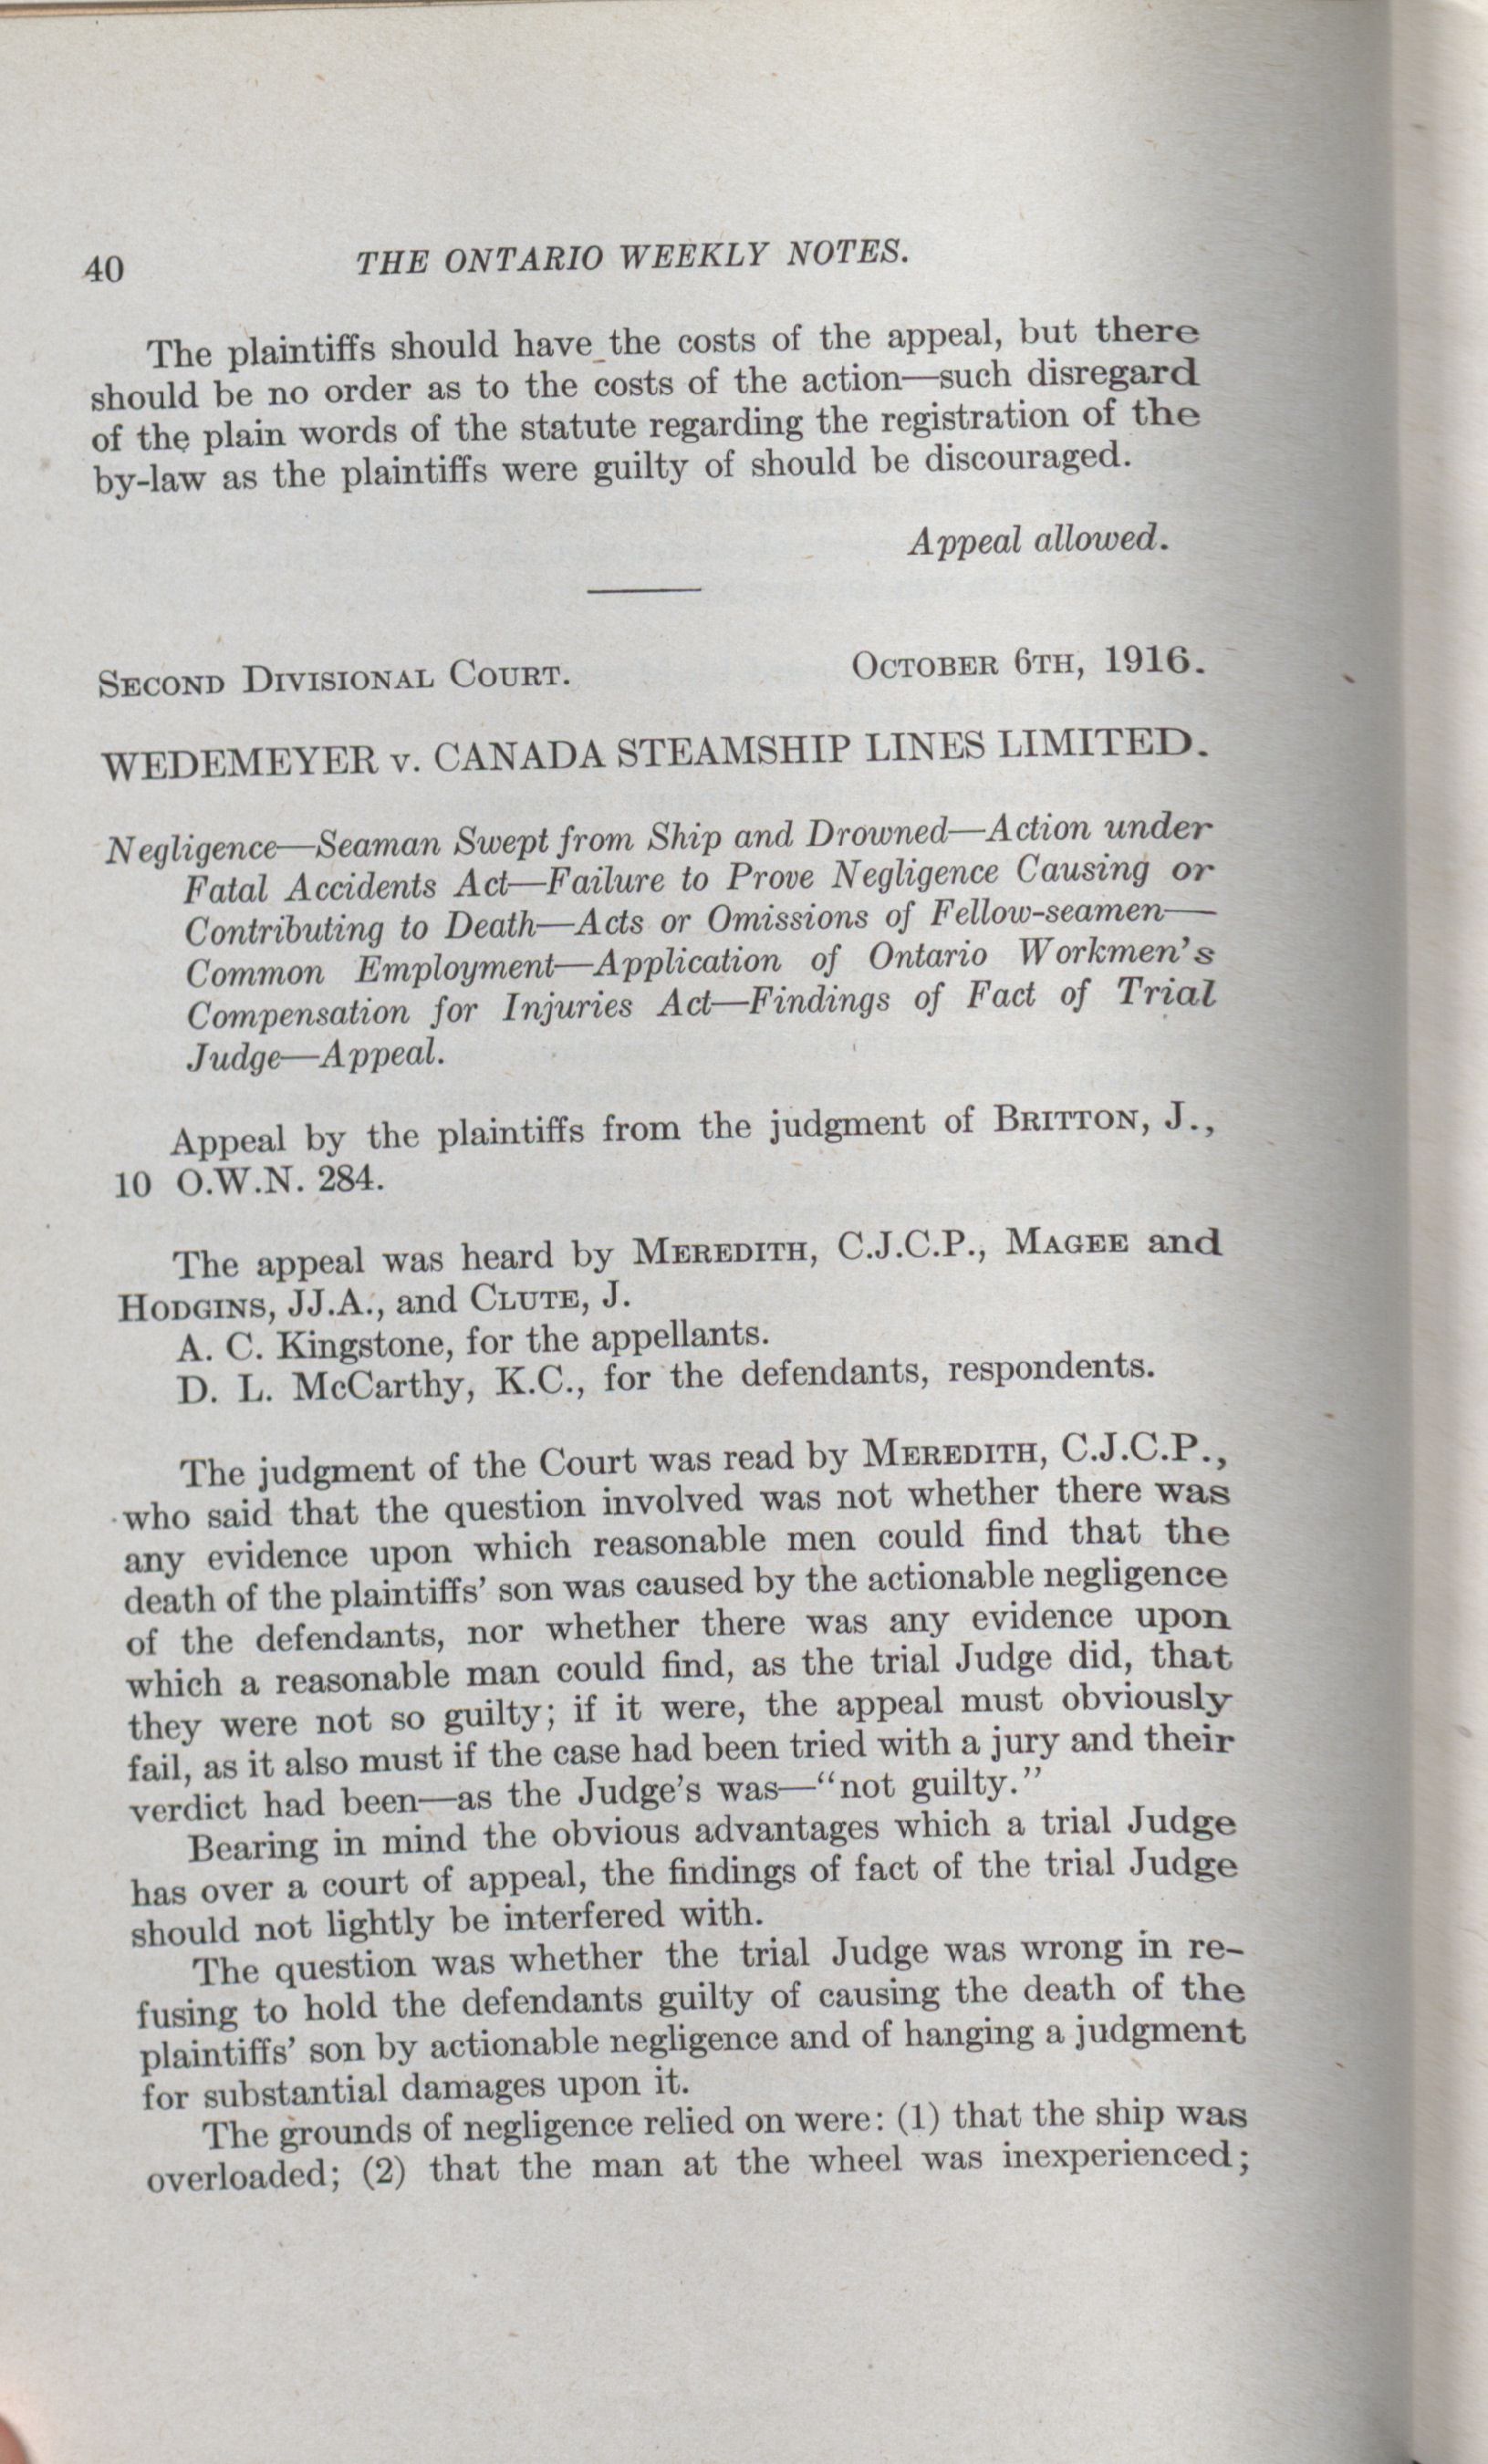 40 THE ONTARIO WEEKLY NOTES.
The plaintiffs should have the costs of the appeal, but there
should be no order as to the costs of the action—such disregard
of the plain words of the statute regarding the registration of the
by-law as the plaintiffs were guilty of should be discouraged.
Appeal allowed.
SECOND DIVISIONAL COURT. OCTOBER 6TH, 1916.
WEDEMEYER v. CANADA STEAMSHIP LINES LIMITED.
Negligence—Seaman Swept from Ship and Drowned—Action under
Fatal Accidents Act—Failure to Prove Negligence Causing or
Contributing to Death—Acts or Omissions of Fellow-seamen—
Common Employment—Application of Ontario Workmen's
Compensation for Injuries Act—Findings of Fact of Trial
Judge—Appeal.
Appeal by the plaintiffs from the judgment of BRITTON, J.,
10 O.W.N. 284.
The appeal was heard by MEREDITH, C.J.C.P., MAGEE and
HODGINS, JJ.A., and CLUTE, J.
A. C. Kingstone, for the appellants.
D. L. McCarthy, K.C., for the defendants, respondents.
The judgment of the Court was read by MEREDITH, C.J.C.P.,
who said that the question involved was not whether there was
any evidence upon which reasonable men could find that the
death of the plaintiffs' son was caused by the actionable negligence
of the defendants, nor whether there was any evidence upon
which a reasonable man could find, as the trial Judge did, that
they were not so guilty; if it were, the appeal must obviously
fail, as it also must if the case had been tried with a jury and their
verdict had been—as the Judge's was—"not guilty."
Bearing in mind the obvious advantages which a trial Judge
has over a court of appeal, the findings of fact of the trial Judge
should not lightly be interfered with.
The question was whether the trial Judge was wrong in re-
fusing to hold the defendants guilty of causing the death of the
plaintiffs' son by actionable negligence and of hanging a judgment
for substantial damages upon it.
The grounds of negligence relied on were: (1) that the ship was
overloaded; (2) that the man at the wheel was inexperienced;